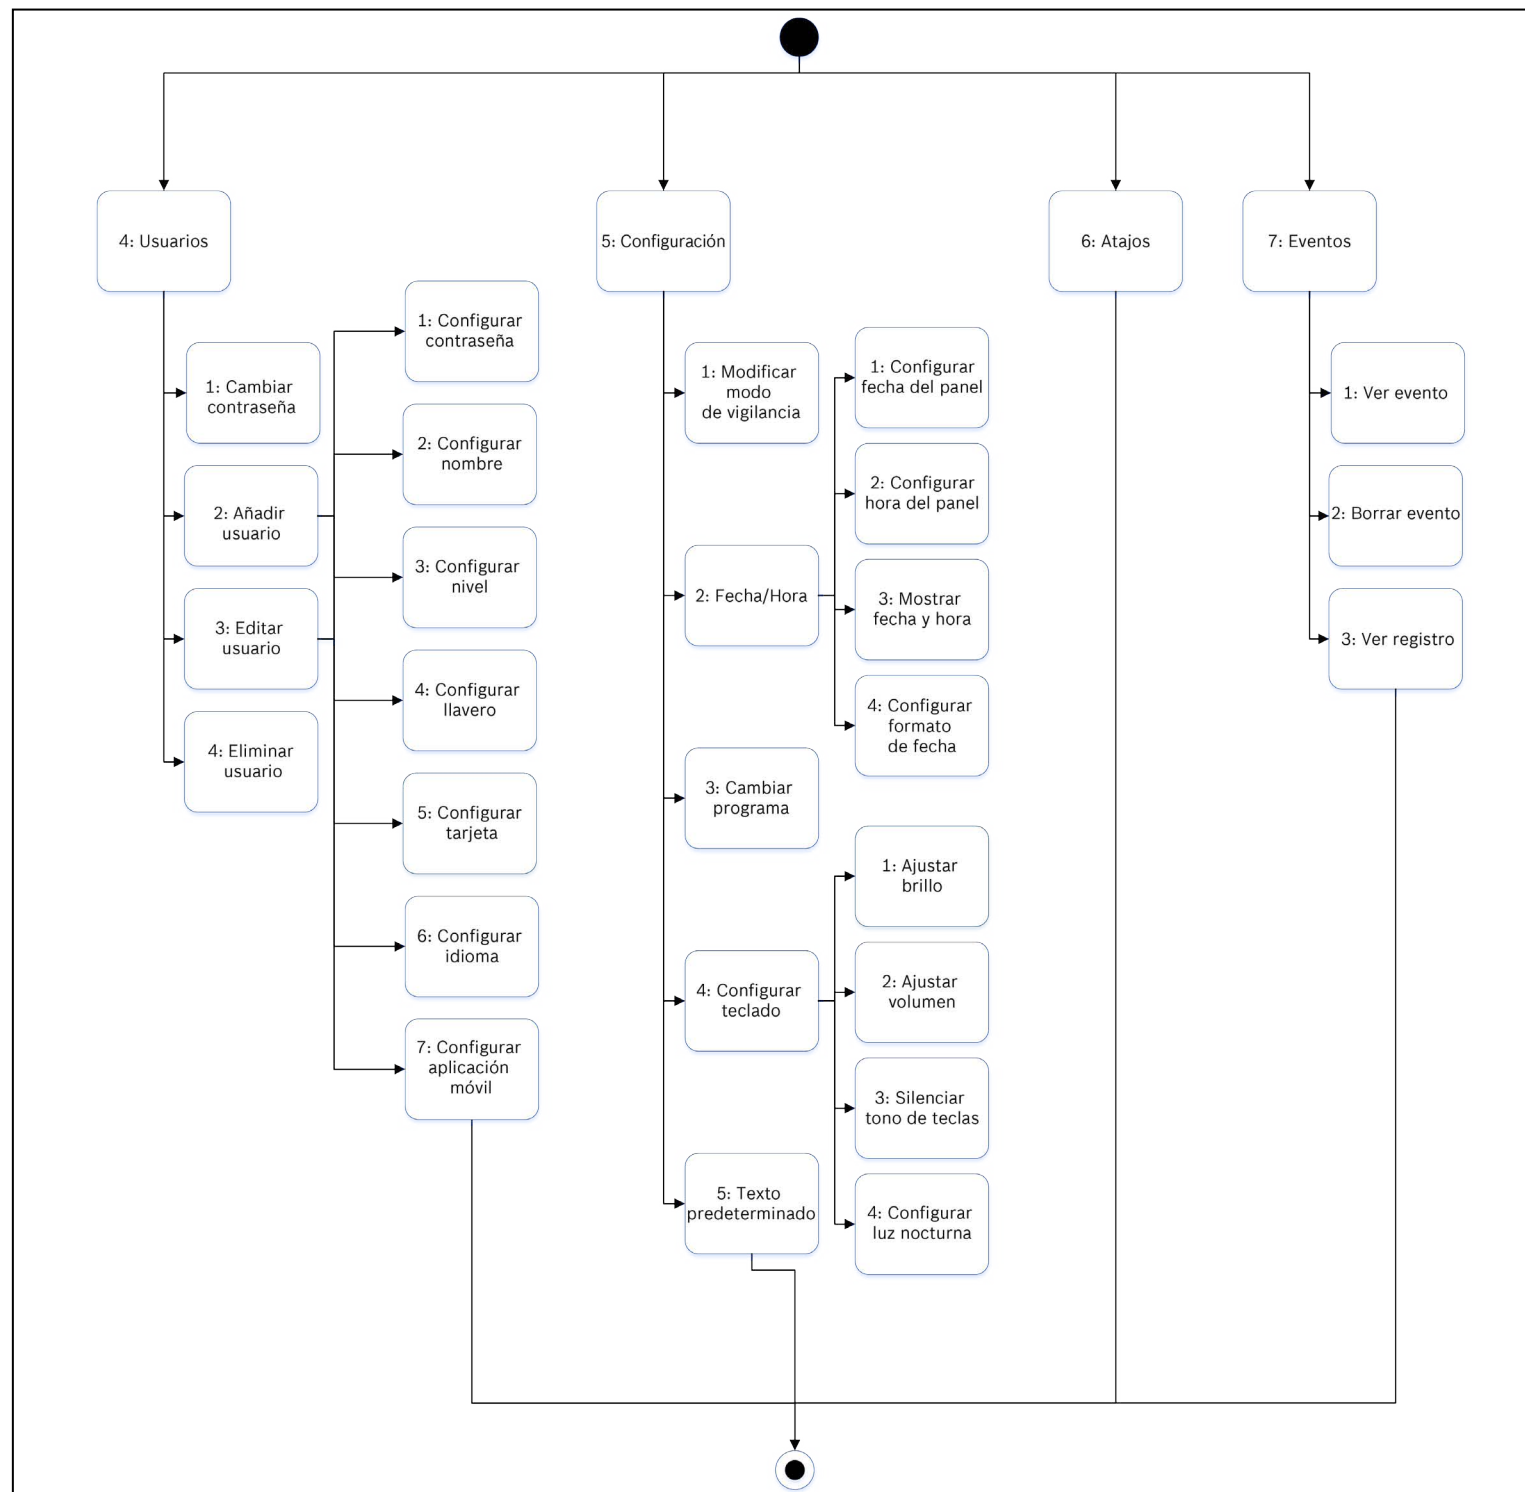 4: Usuarios
1: Cambiar
contraseña
2: Añadir
usuario
3: Editar
usuario
4: Eliminar
usuario
1: Configurar
contraseña
2: Configurar
nombre
3: Configurar
nivel
4: Configurar
llavero
5: Configurar
tarjeta
6: Configurar
idioma
7: Configurar
aplicación
móvil
5: Configuración
1: Modificar
modo
de vigilancia
2: Fecha/Hora
3: Cambiar
programa
4: Configurar
teclado
5: Texto
predeterminado
1: Configurar
fecha del panel
2: Configurar
hora del panel
3: Mostrar
fecha y hora
4: Configurar
formato
de fecha
1: Ajustar
brillo
2: Ajustar
volumen
3: Silenciar
tono de teclas
4: Configurar
luz nocturna
6: Atajos
7: Eventos
1: Ver evento
2: Borrar evento
3: Ver registro